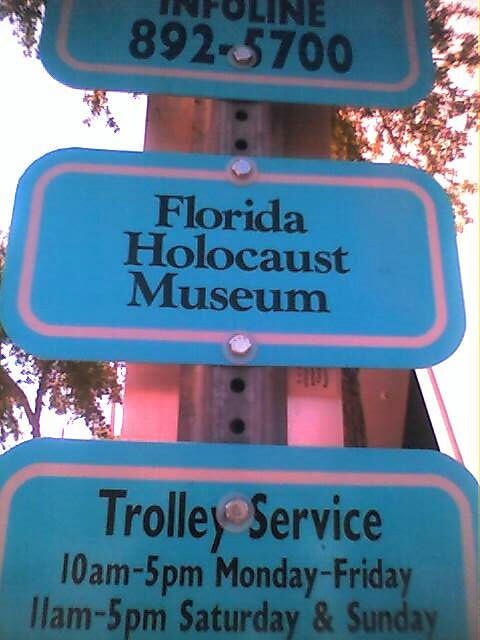 INFOLINE
892-5700
Florida
Holocaust
Museum
Trolley Service
10am-5pm Monday-Friday
11am-5pm Saturday & Sunday